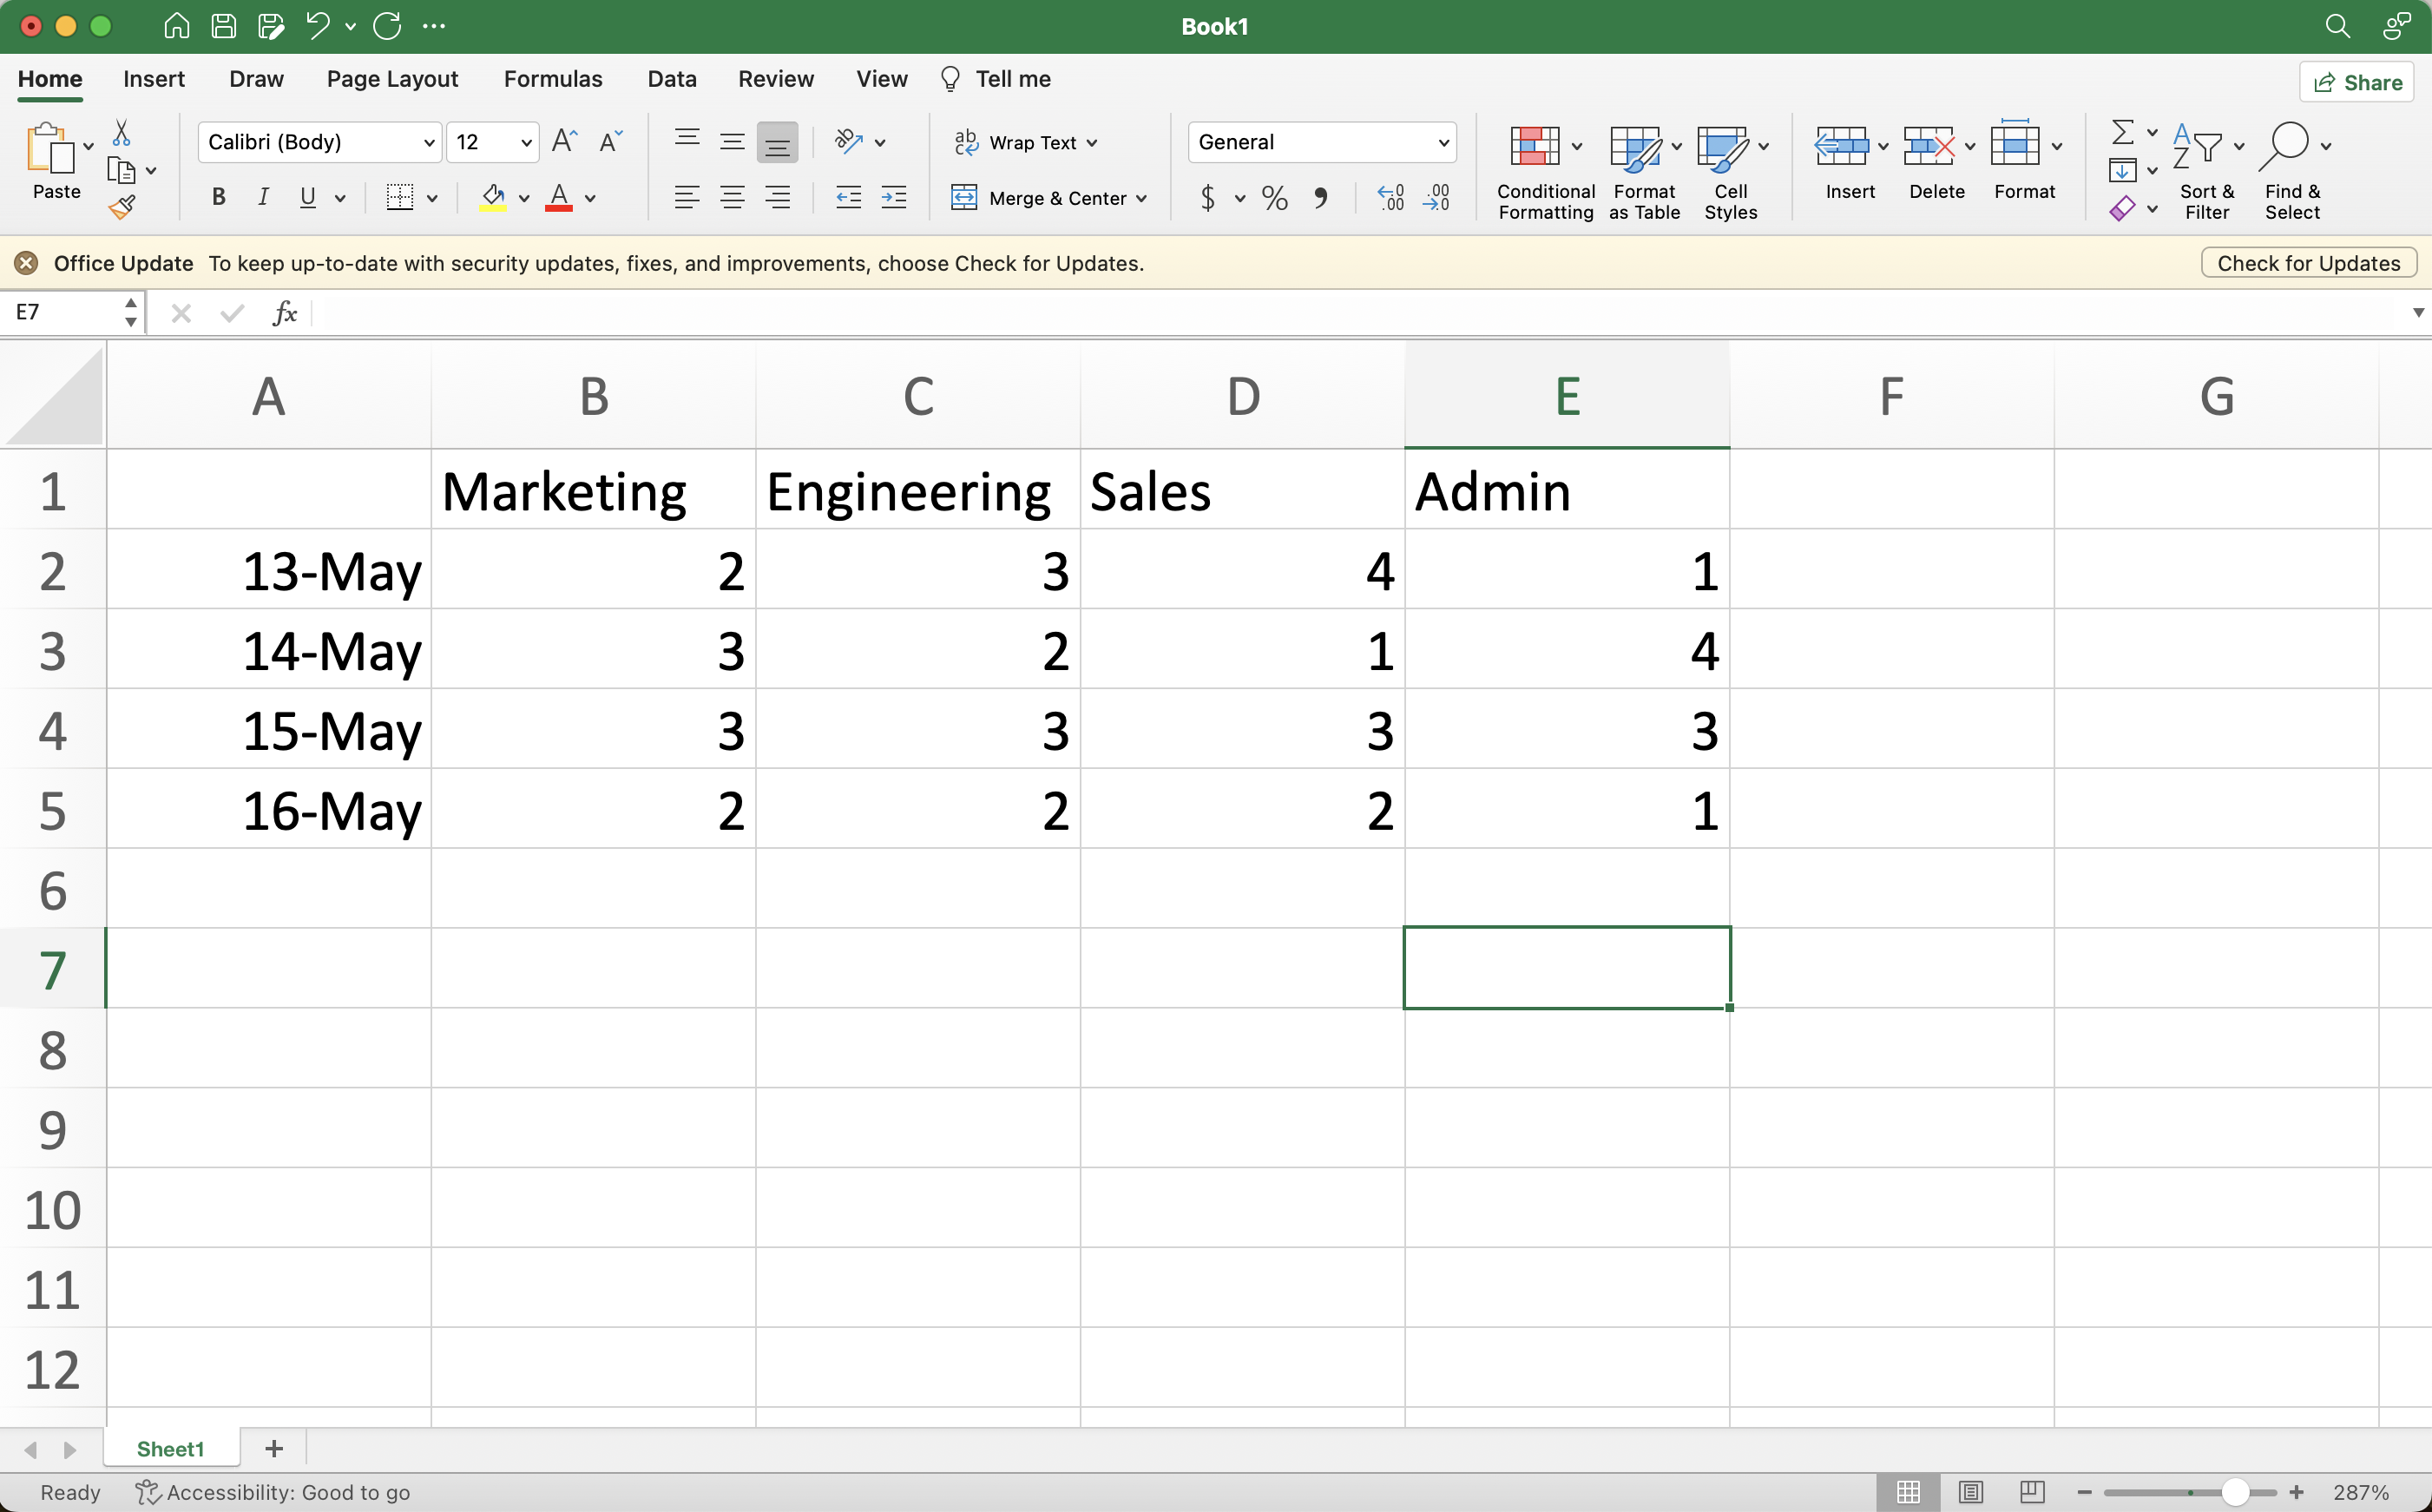 Book1
Home Insert Draw Page Layout Formulas Data Review View Tell me Share
Calibri (Body) 12 Wrap Text General
Paste B I U A Merge & Center $ % Conditional Formatting Format as Table Cell Styles Insert Delete Format Sort & Filter Find & Select
Office Update To keep up-to-date with security updates, fixes, and improvements, choose Check for Updates. Check for Updates
E7 fx
A B C D E F G
1 Marketing Engineering Sales Admin
2 13-May 2 3 4 1
3 14-May 3 2 1 4
4 15-May 3 3 3 3
5 16-May 2 2 2 1
6
7
8
9
10
11
12
Sheet1 +
Ready Accessibility: Good to go 287%